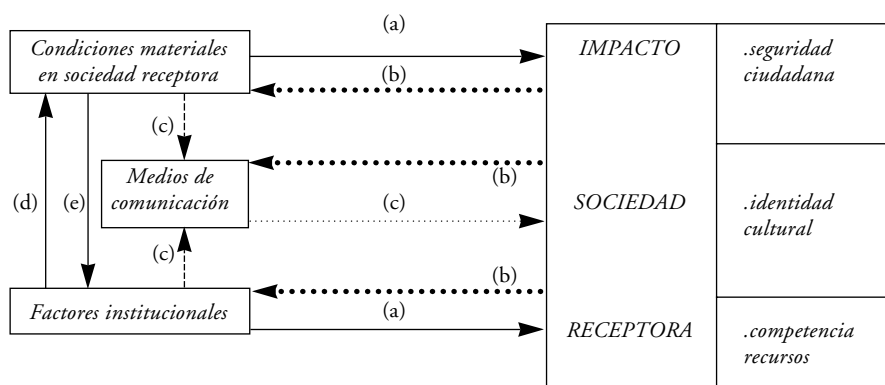 (a)
Condiciones materiales
en sociedad receptora
IMPACTO
.seguridad
ciudadana
(b)
(c)
Medios de
comunicación
(b)
(d)
(e)
(c)
SOCIEDAD
.identidad
cultural
(c)
(b)
Factores institucionales
(a)
RECEPTORA
.competencia
recursos